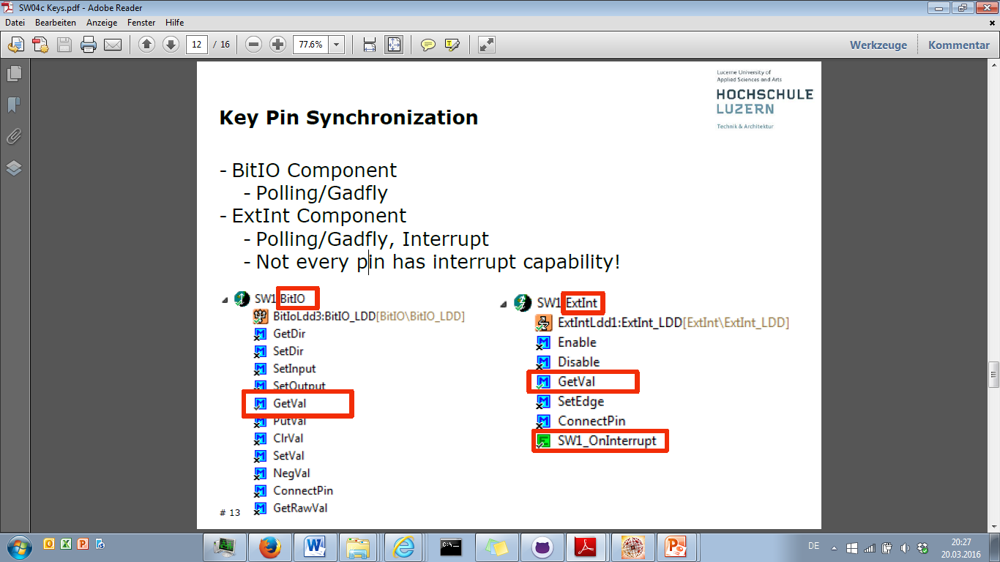 SW04c Keys.pdf - Adobe Reader
Datei Bearbeiten Anzeige Fenster Hilfe
12 / 16 77.6% Werkzeuge Kommentar
Lucerne University of
Applied Sciences and Arts
HOCHSCHULE
LUZERN
Technik & Architektur
Key Pin Synchronization
- BitIO Component
- Polling/Gadfly
- ExtInt Component
- Polling/Gadfly, Interrupt
- Not every pin has interrupt capability!
SW1 BitIO
BitIoLdd3:BitIO_LDD[BitIO\BitIO_LDD]
GetDir
SetDir
SetInput
SetOutput
GetVal
PutVal
ClrVal
SetVal
NegVal
ConnectPin
GetRawVal
SW1 ExtInt
ExtIntLdd1:ExtInt_LDD[ExtInt\ExtInt_LDD]
Enable
Disable
GetVal
SetEdge
ConnectPin
SW1_OnInterrupt
# 13
DE
20:27
20.03.2016